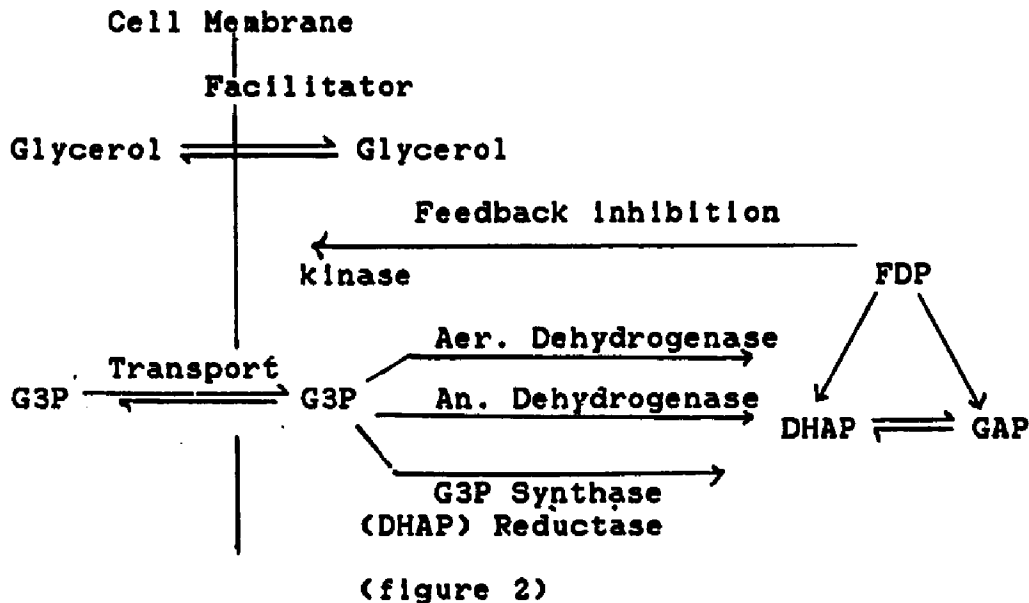 Cell Membrane
Facilitator
Glycerol Glycerol
Feedback inhibition
kinase
FDP
Aer. Dehydrogenase
Transport
G3P G3P An. Dehydrogenase
DHAP GAP
G3P Synthase
(DHAP) Reductase
(figure 2)